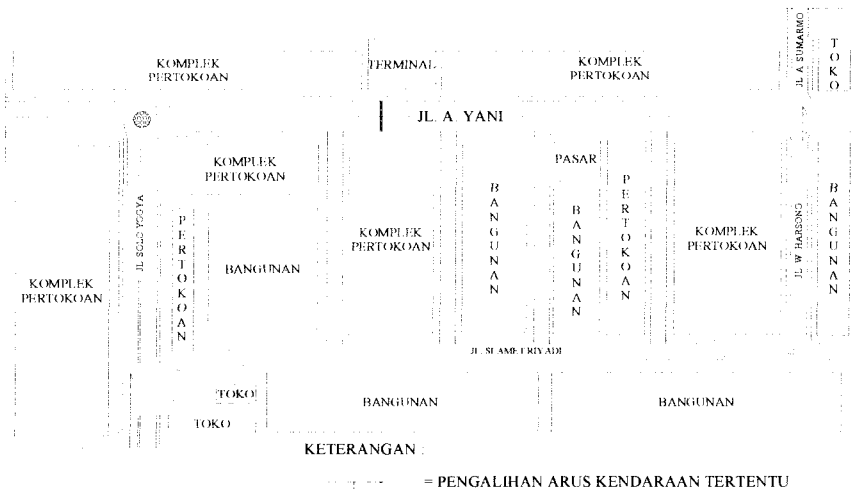 KOMPLEK
PERTOKOAN
TERMINAL
KOMPLEK
PERTOKOAN
JL. A SUMARMO
TOKO
JL. A. YANI
KOMPLEK
PERTOKOAN
PASAR
JL. SOLO YOGYA
PERTOKOAN
BANGUNAN
KOMPLEK
PERTOKOAN
BANGUNAN
BANGUNAN
PERTOKOAN
KOMPLEK
PERTOKOAN
JL. W HARSONG
BANGUNAN
KOMPLEK
PERTOKOAN
JL. SLAMET RIYADI
TOKO
TOKO
BANGUNAN
BANGUNAN
KETERANGAN :
= PENGALIHAN ARUS KENDARAAN TERTENTU